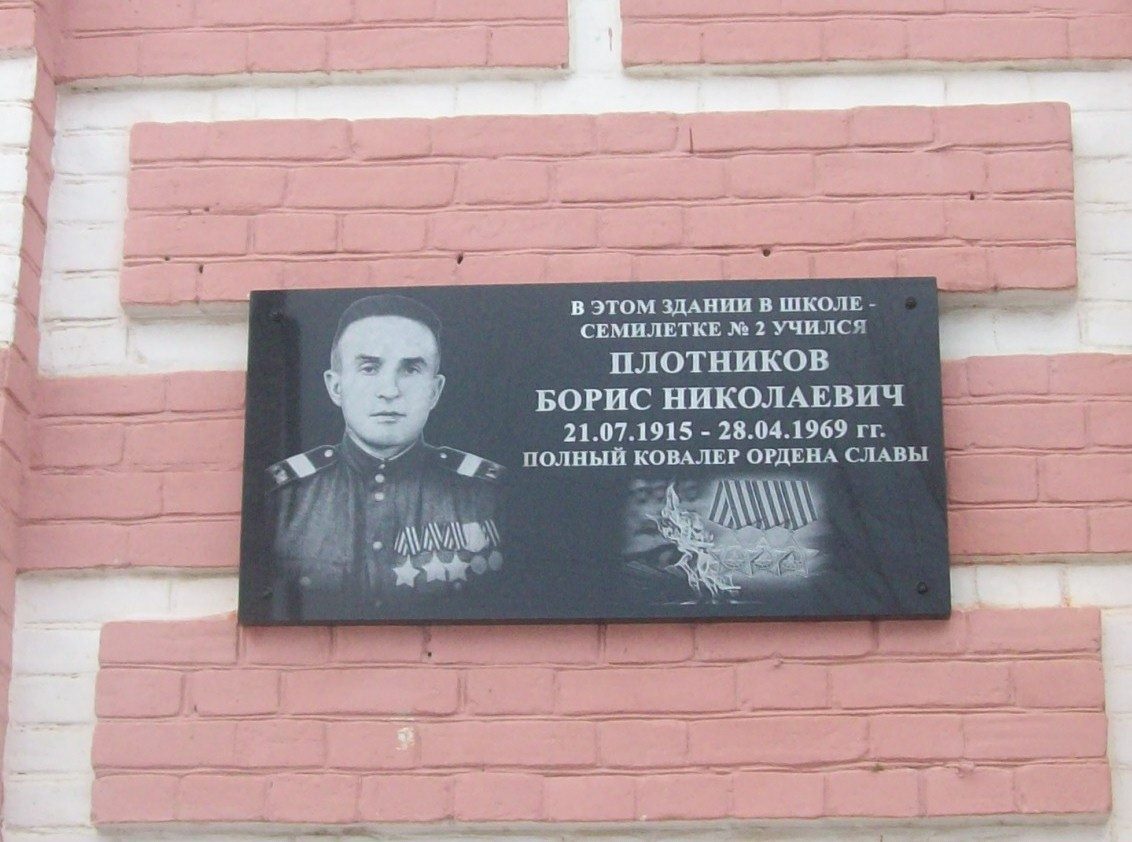 В ЭТОМ ЗДАНИИ В ШКОЛЕ -
СЕМИЛЕТКЕ № 2 УЧИЛСЯ
ПЛОТНИКОВ
БОРИС НИКОЛАЕВИЧ
21.07.1915 - 28.04.1969 гг.
ПОЛНЫЙ КОВАЛЕР ОРДЕНА СЛАВЫ